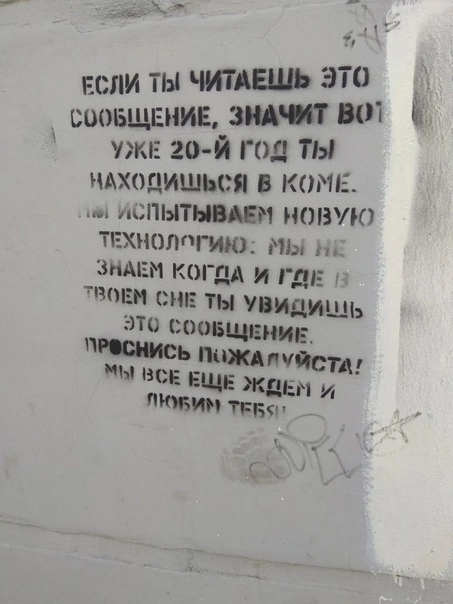 ЕСЛИ ТЫ ЧИТАЕШЬ ЭТО
СООБЩЕНИЕ, ЗНАЧИТ ВОТ
УЖЕ 20-Й ГОД ТЫ
НАХОДИШЬСЯ В КОМЕ.
МЫ ИСПЫТЫВАЕМ НОВУЮ
ТЕХНОЛОГИЮ: МЫ НЕ
ЗНАЕМ КОГДА И ГДЕ В
ТВОЕМ СНЕ ТЫ УВИДИШЬ
ЭТО СООБЩЕНИЕ.
ПРОСНИСЬ ПОЖАЛУЙСТА!
МЫ ВСЕ ЕЩЕ ЖДЕМ И
ЛЮБИМ ТЕБЯ!